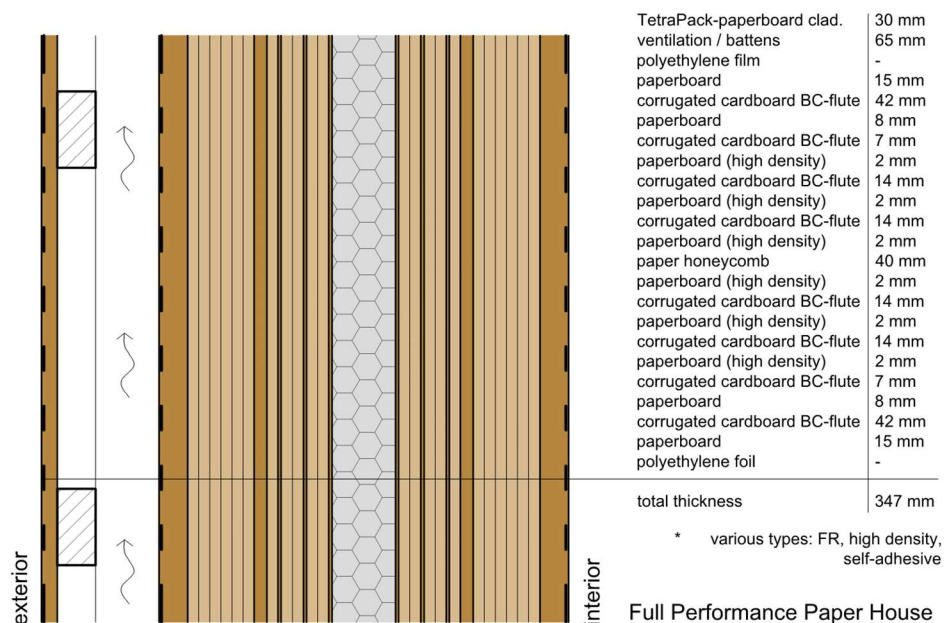 TetraPack-paperboard clad. 30 mm
ventilation / battens 65 mm
polyethylene film -
paperboard 15 mm
corrugated cardboard BC-flute 42 mm
paperboard 8 mm
corrugated cardboard BC-flute 7 mm
paperboard (high density) 2 mm
corrugated cardboard BC-flute 14 mm
paperboard (high density) 2 mm
corrugated cardboard BC-flute 14 mm
paperboard (high density) 2 mm
paper honeycomb 40 mm
paperboard (high density) 2 mm
corrugated cardboard BC-flute 14 mm
paperboard (high density) 2 mm
corrugated cardboard BC-flute 14 mm
paperboard (high density) 2 mm
corrugated cardboard BC-flute 7 mm
paperboard 8 mm
corrugated cardboard BC-flute 42 mm
paperboard 15 mm
polyethylene foil -
total thickness 347 mm
* various types: FR, high density,
self-adhesive
exterior
interior
Full Performance Paper House